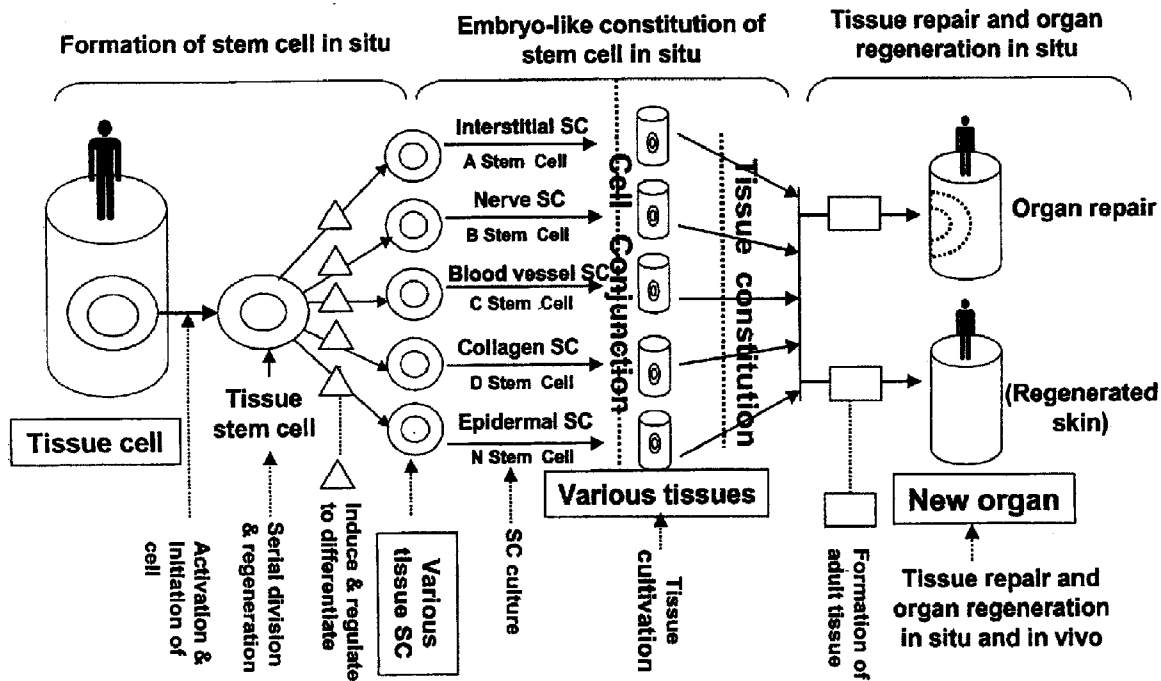 Formation of stem cell in situ
Embryo-like constitution of
stem cell in situ
Tissue repair and organ
regeneration in situ
Interstitial SC
A Stem Cell
Nerve SC
B Stem Cell
Blood vessel SC
C Stem Cell
Collagen SC
D Stem Cell
Epidermal SC
N Stem Cell
Cell Conjunction
Tissue constitution
Organ repair
(Regenerated
skin)
Tissue cell
Tissue
stem cell
Various tissues
New organ
Activation &
Initiation of
cell
Serial division
& regeneration
Induce & regulate
to differentiate
Various
tissue SC
SC culture
Tissue
cultivation
Formation of
adult tissue
Tissue repair and
organ regeneration
in situ and in vivo